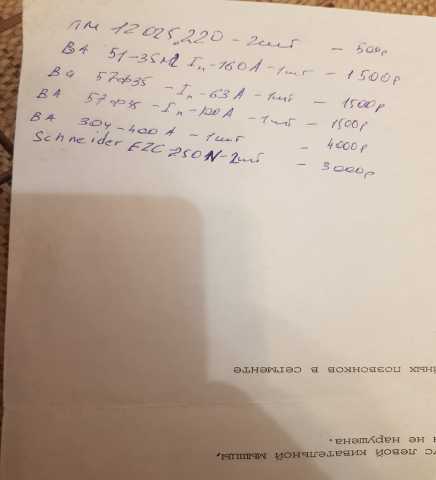 ПМ 12025.220 - 2шт - 500р
ВА 51-35М2 Iн-160А - 1шт - 1500р
ВА 57ф35 - Iн-63А - 1шт - 1500р
ВА 57ф35 - Iн-100А - 1шт - 1500р
ВА 304-400А - 1шт - 4000р
Schneider EZC 250N - 2шт - 3000р
позвонков в сегменте
не нарушена.
левой кивательной мышцы,